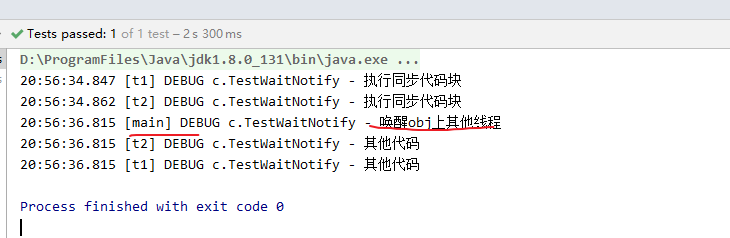 Tests passed: 1 of 1 test – 2 s 300 ms
D:\ProgramFiles\Java\jdk1.8.0_131\bin\java.exe ...
20:56:34.847 [t1] DEBUG c.TestWaitNotify - 执行同步代码块
20:56:34.862 [t2] DEBUG c.TestWaitNotify - 执行同步代码块
20:56:36.815 [main] DEBUG c.TestWaitNotify - 唤醒obj上其他线程
20:56:36.815 [t2] DEBUG c.TestWaitNotify - 其他代码
20:56:36.815 [t1] DEBUG c.TestWaitNotify - 其他代码
Process finished with exit code 0